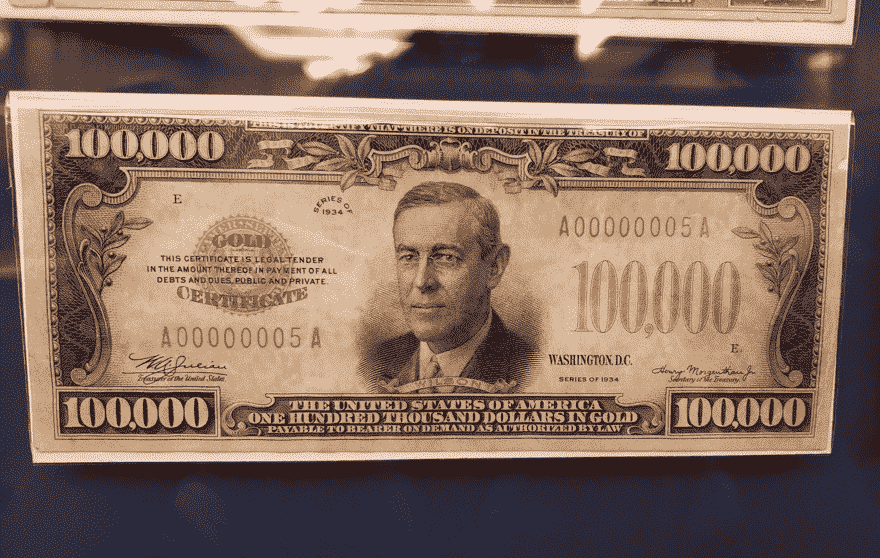 THIS IS TO CERTIFY THAT THERE IS ON DEPOSIT IN THE TREASURY OF
100,000
100,000
E
SERIES OF
1934
A00000005A
GOLD
THIS CERTIFICATE IS LEGAL TENDER
IN THE AMOUNT THEREOF IN PAYMENT OF ALL
DEBTS AND DUES, PUBLIC AND PRIVATE
CERTIFICATE
100,000
A00000005A
WASHINGTON, D.C.
E
Treasurer of the United States
WILSON
SERIES OF 1934
Henry Morgenthau Jr
Secretary of the Treasury
100,000
THE UNITED STATES OF AMERICA
ONE HUNDRED THOUSAND DOLLARS IN GOLD
PAYABLE TO BEARER ON DEMAND AS AUTHORIZED BY LAW
100,000